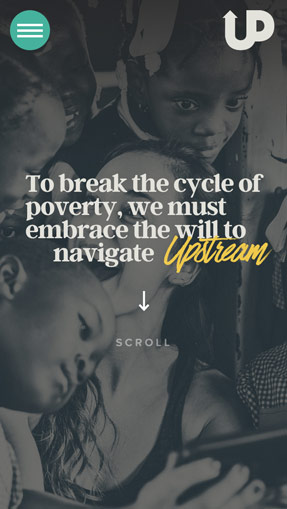 UP
To break the cycle of
poverty, we must
embrace the will to
navigate Upstream
SCROLL